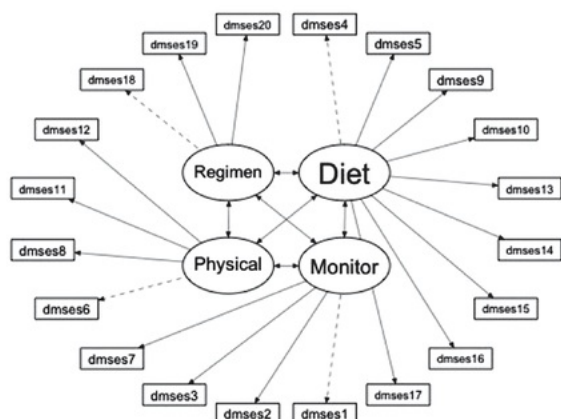 dmses20
dmses4
dmses19
dmses5
dmses18
dmses9
dmses12
dmses10
Regimen
Diet
dmses11
dmses13
dmses8
dmses14
Physical
Monitor
dmses6
dmses15
dmses7
dmses16
dmses3
dmses17
dmses2
dmses1